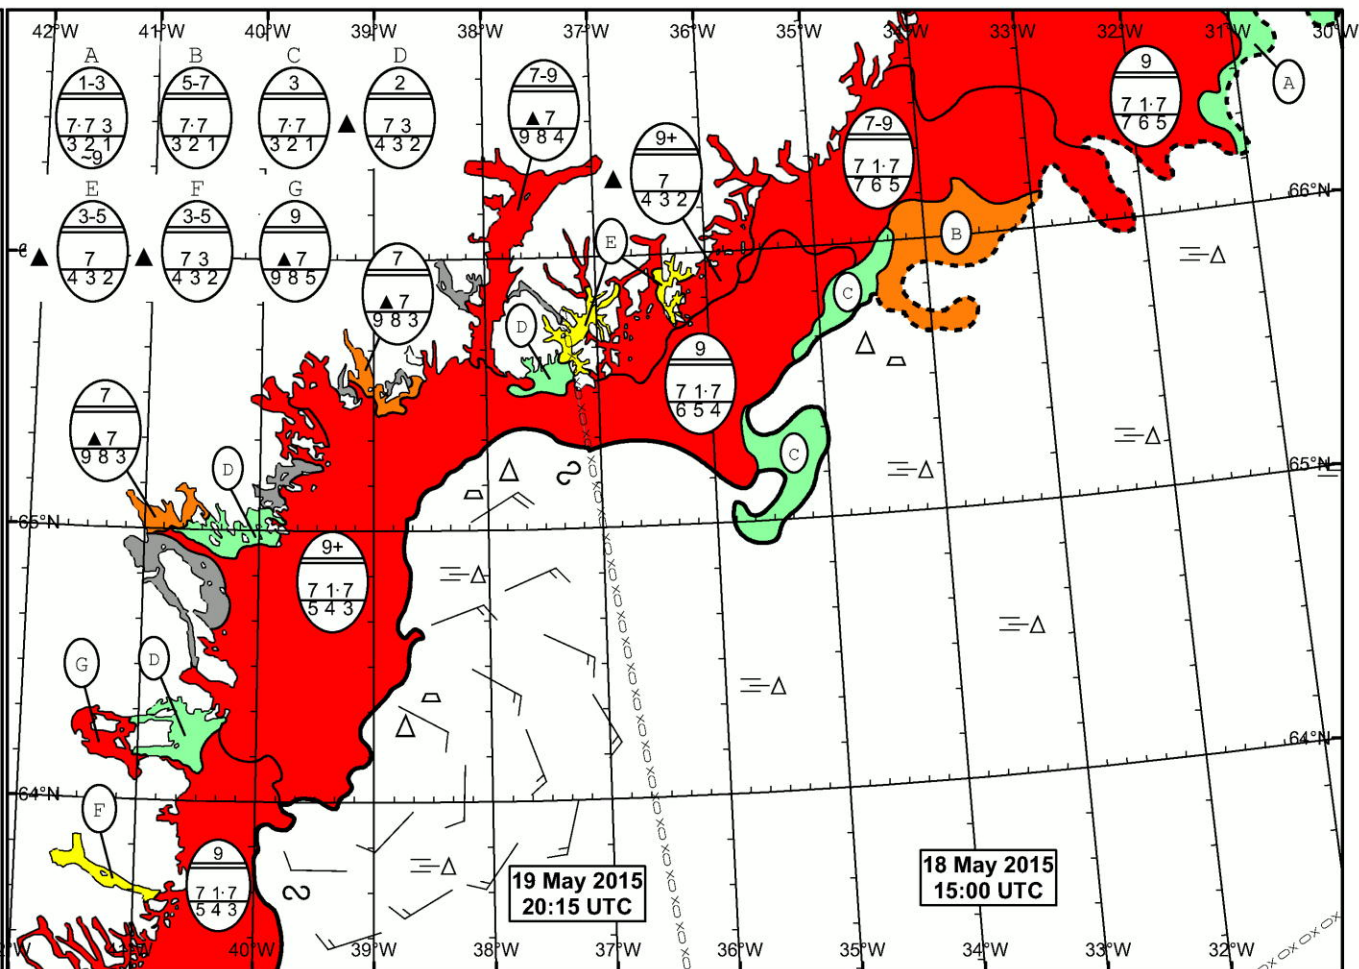 42°W 41°W 40°W 39°W 38°W 37°W 36°W 35°W 34°W 33°W 32°W 31°W 30°W
A B C D
1-3 5-7 3 2
7·7 3 7·7 7·7 7 3
3 2 1 3 2 1 3 2 1 4 3 2
~9
7-9
7
9 8 4
9+
7
4 3 2
7-9
7 1·7
7 6 5
9
7 1·7
7 6 5
A
E F G
3-5 3-5 9
7 7 3 7
4 3 2 4 3 2 9 8 5
66°N
E
B
C
7
7
9 8 3
D
9
7 1·7
6 5 4
7
7
9 8 3
D
C
65°N
65°N
9+
7 1·7
5 4 3
G
D
64°N
64°N
F
9
7 1·7
5 4 3
19 May 2015
20:15 UTC
18 May 2015
15:00 UTC
41°W 40°W 39°W 38°W 37°W 36°W 35°W 34°W 33°W 32°W